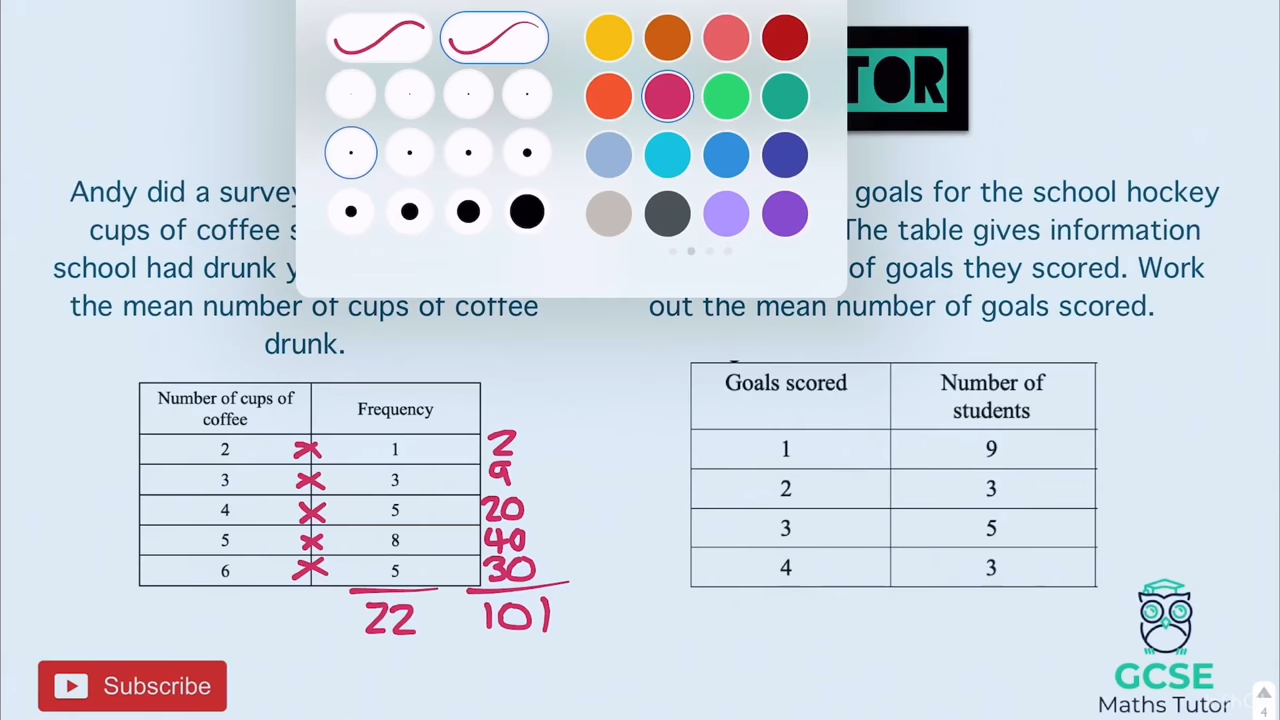 TOR
Andy did a surve
cups of coffee s
school had drunk y
the mean number of cups of coffee
drunk.
Number of cups of
coffee
Frequency
2 × 1 2
3 × 3 9
4 × 5 20
5 × 8 40
6 × 5 30
22 101
goals for the school hockey
The table gives information
of goals they scored. Work
out the mean number of goals scored.
Goals scored
Number of
students
1 9
2 3
3 5
4 3
Subscribe
GCSE
Maths Tutor
4